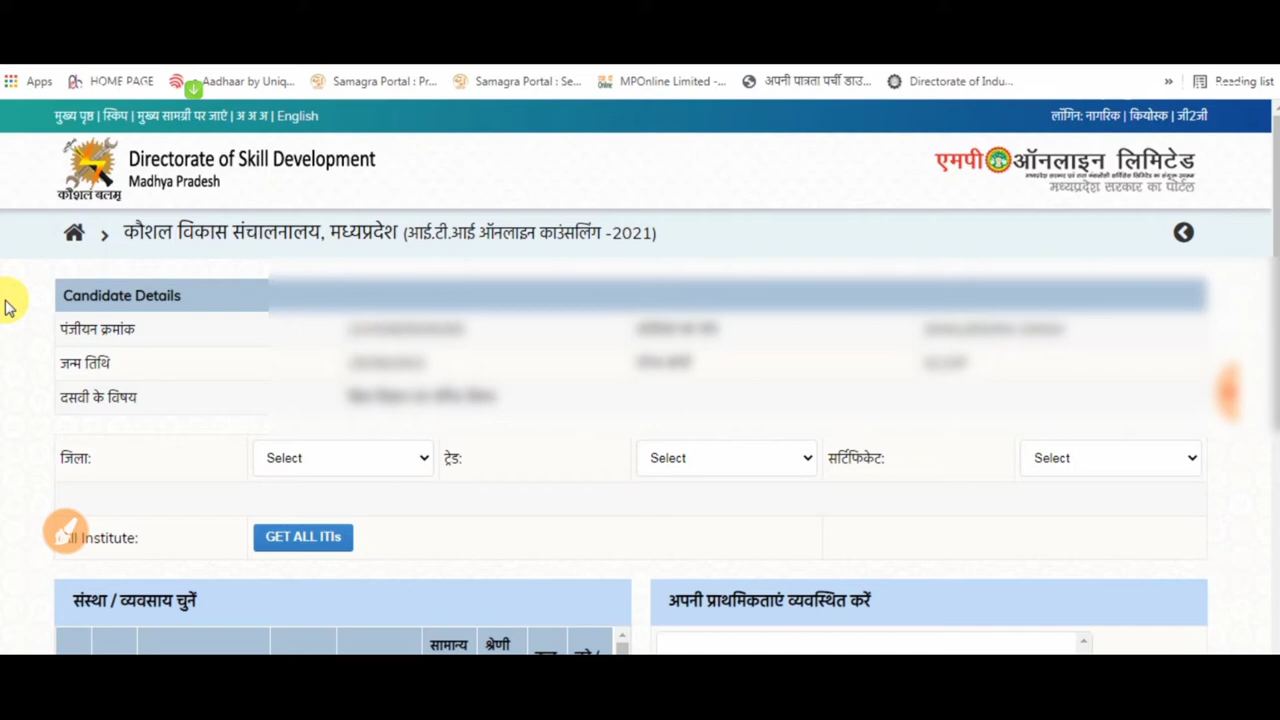 Apps HOME PAGE Aadhaar by Uniq... Samagra Portal : Pr... Samagra Portal : Se... MPOnline Limited -... अपनी पात्रता पर्ची डाउ... Directorate of Indu... » Reading list
मुख्य पृष्ठ | स्किप | मुख्य सामग्री पर जाएं | अ अ अ | English लॉगिन: नागरिक | कियोस्क | जी2जी
Directorate of Skill Development
Madhya Pradesh
कौशल बलम्
एमपी ऑनलाइन लिमिटेड
मध्यप्रदेश सरकार का पोर्टल
कौशल विकास संचालनालय, मध्यप्रदेश (आई.टी.आई ऑनलाइन काउंसलिंग -2021)
Candidate Details
पंजीयन क्रमांक
जन्म तिथि
दसवी के विषय
जिला: Select ट्रेड: Select सर्टिफिकेट: Select
Institute: GET ALL ITIs
संस्था / व्यवसाय चुनें अपनी प्राथमिकताएं व्यवस्थित करें
सामान्य श्रेणी